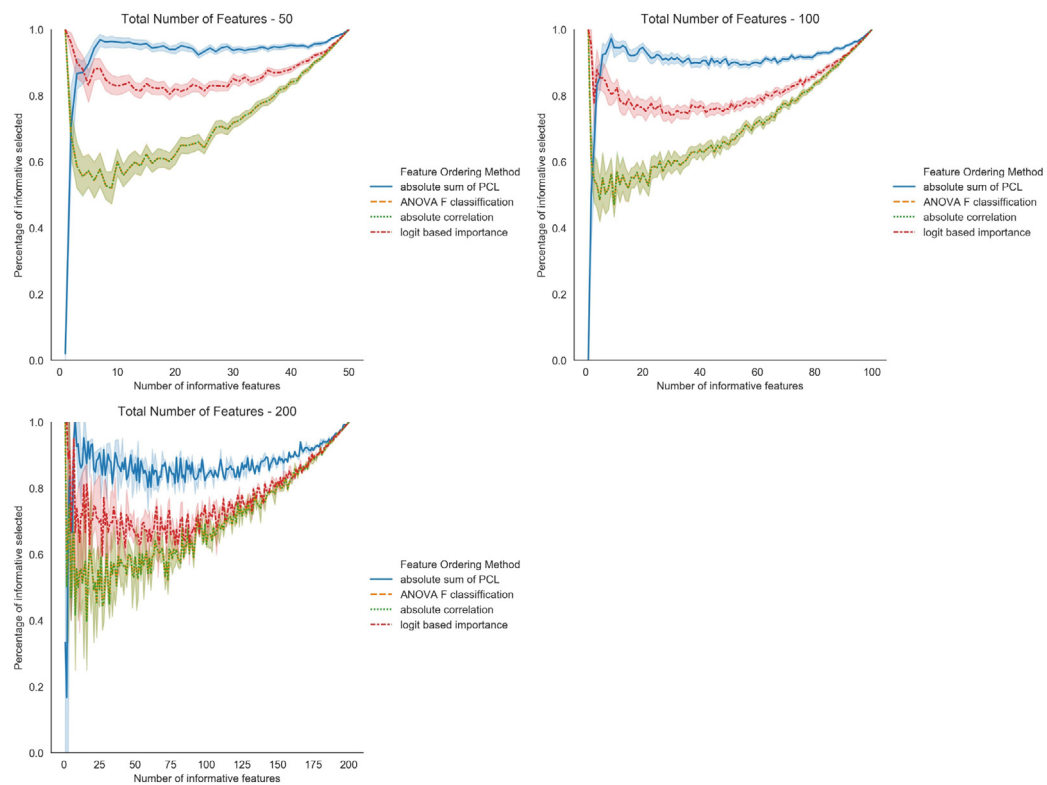 Total Number of Features - 50
1.0
0.8
0.6
0.4
0.2
0.0
Percentage of informative selected
0 10 20 30 40 50
Number of informative features
Feature Ordering Method
absolute sum of PCL
ANOVA F classiffication
absolute correlation
logit based importance
Total Number of Features - 100
1.0
0.8
0.6
0.4
0.2
0.0
Percentage of informative selected
0 20 40 60 80 100
Number of informative features
Feature Ordering Method
absolute sum of PCL
ANOVA F classiffication
absolute correlation
logit based importance
Total Number of Features - 200
1.0
0.8
0.6
0.4
0.2
0.0
Percentage of informative selected
0 25 50 75 100 125 150 175 200
Number of informative features
Feature Ordering Method
absolute sum of PCL
ANOVA F classiffication
absolute correlation
logit based importance